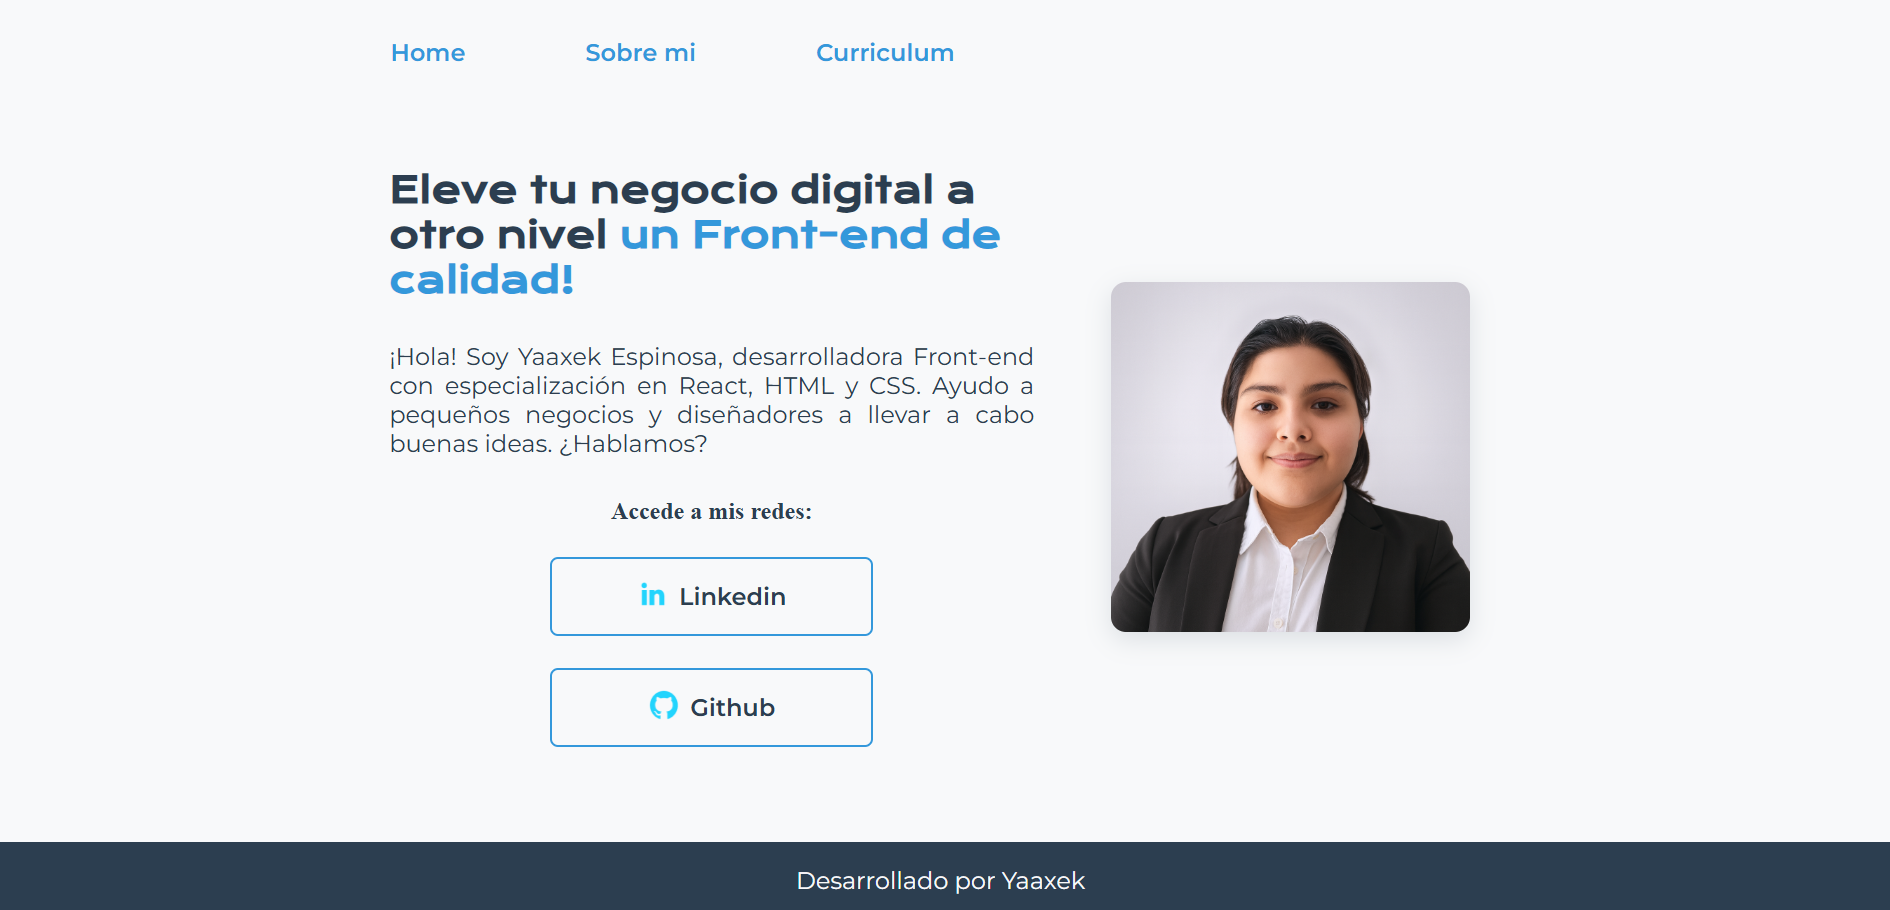 Home Sobre mi Curriculum
Eleve tu negocio digital a
otro nivel un Front-end de
calidad!
¡Hola! Soy Yaaxek Espinosa, desarrolladora Front-end
con especialización en React, HTML y CSS. Ayudo a
pequeños negocios y diseñadores a llevar a cabo
buenas ideas. ¿Hablamos?
Accede a mis redes:
in Linkedin
Github
Desarrollado por Yaaxek